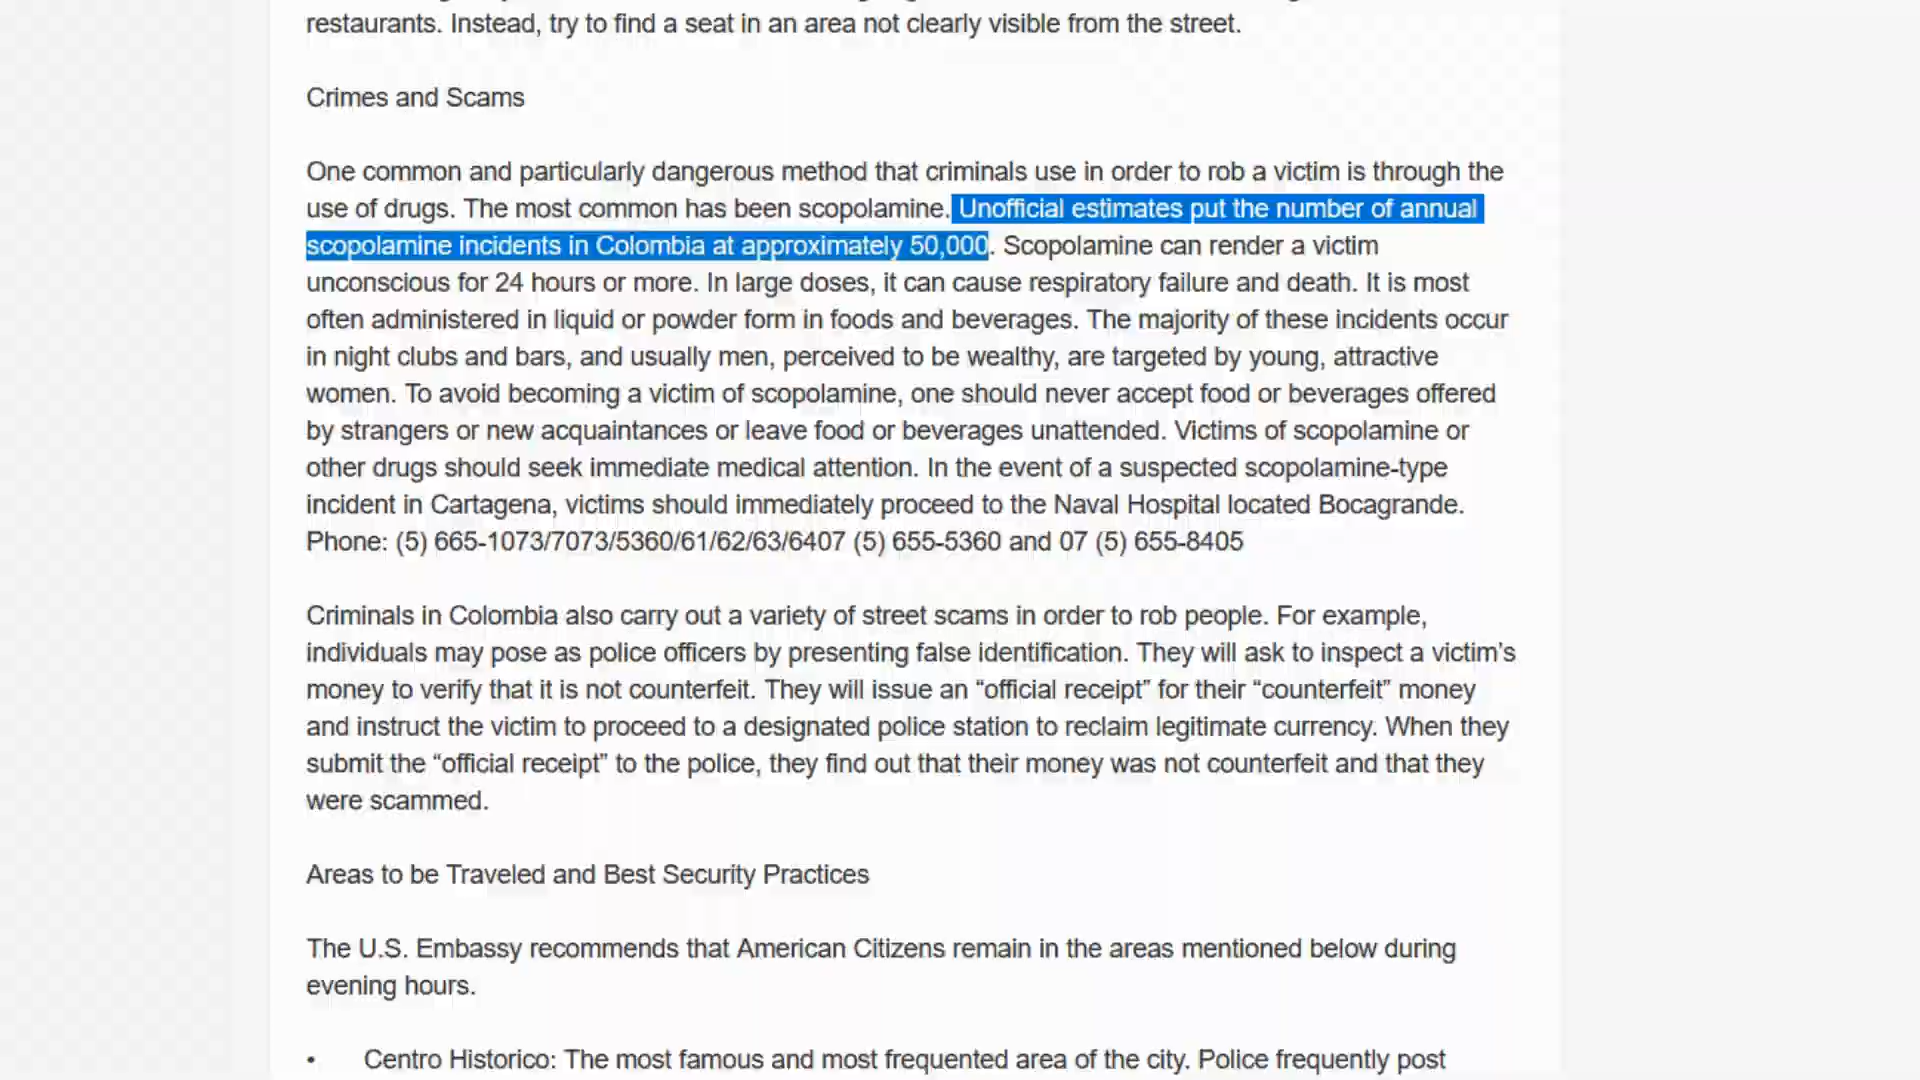 restaurants. Instead, try to find a seat in an area not clearly visible from the street.
Crimes and Scams
One common and particularly dangerous method that criminals use in order to rob a victim is through the
use of drugs. The most common has been scopolamine. Unofficial estimates put the number of annual
scopolamine incidents in Colombia at approximately 50,000. Scopolamine can render a victim
unconscious for 24 hours or more. In large doses, it can cause respiratory failure and death. It is most
often administered in liquid or powder form in foods and beverages. The majority of these incidents occur
in night clubs and bars, and usually men, perceived to be wealthy, are targeted by young, attractive
women. To avoid becoming a victim of scopolamine, one should never accept food or beverages offered
by strangers or new acquaintances or leave food or beverages unattended. Victims of scopolamine or
other drugs should seek immediate medical attention. In the event of a suspected scopolamine-type
incident in Cartagena, victims should immediately proceed to the Naval Hospital located Bocagrande.
Phone: (5) 665-1073/7073/5360/61/62/63/6407 (5) 655-5360 and 07 (5) 655-8405
Criminals in Colombia also carry out a variety of street scams in order to rob people. For example,
individuals may pose as police officers by presenting false identification. They will ask to inspect a victim’s
money to verify that it is not counterfeit. They will issue an “official receipt” for their “counterfeit” money
and instruct the victim to proceed to a designated police station to reclaim legitimate currency. When they
submit the “official receipt” to the police, they find out that their money was not counterfeit and that they
were scammed.
Areas to be Traveled and Best Security Practices
The U.S. Embassy recommends that American Citizens remain in the areas mentioned below during
evening hours.
• Centro Historico: The most famous and most frequented area of the city. Police frequently post